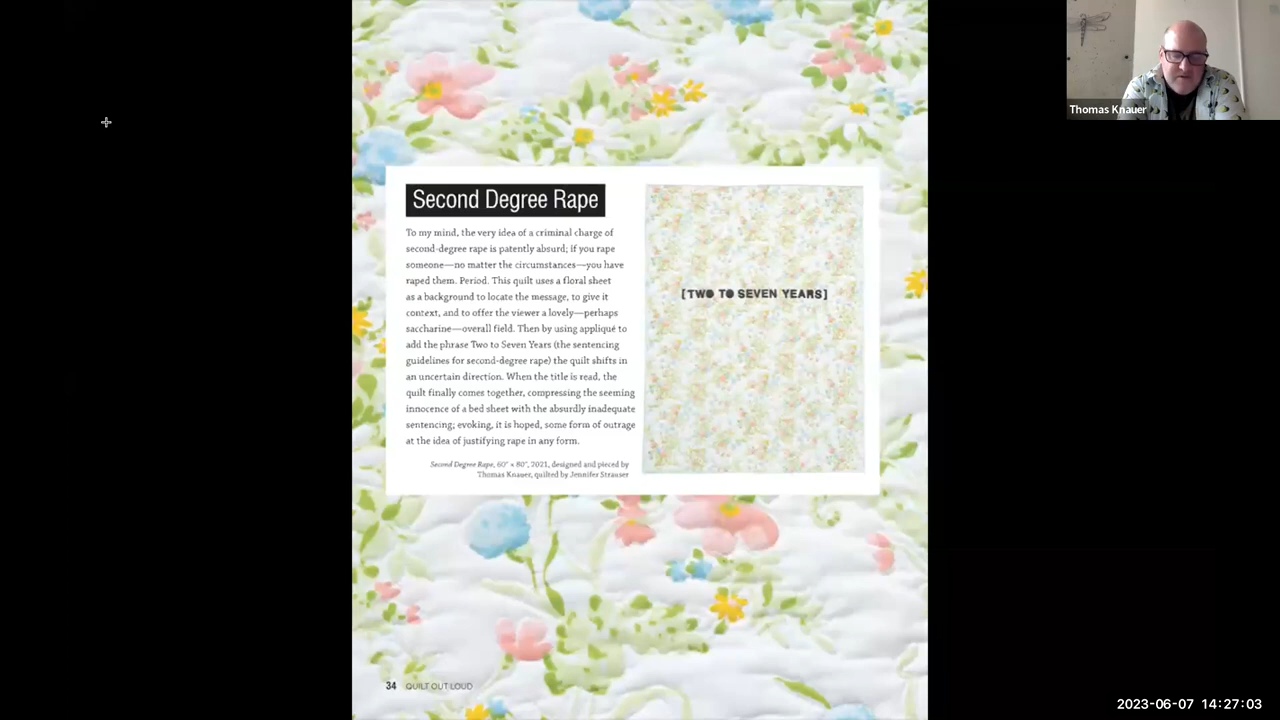 Thomas Knauer
Second Degree Rape
To my mind, the very idea of a criminal charge of
second-degree rape is patently absurd; if you rape
someone—no matter the circumstances—you have
raped them. Period. This quilt uses a floral sheet
as a background to locate the message, to give it
context, and to offer the viewer a lovely—perhaps
saccharine—overall field. Then by using appliqué to
add the phrase Two to Seven Years (the sentencing
guidelines for second-degree rape) the quilt shifts in
an uncertain direction. When the title is read, the
quilt finally comes together, compressing the seeming
innocence of a bed sheet with the absurdly inadequate
sentencing; evoking, it is hoped, some form of outrage
at the idea of justifying rape in any form.
Second Degree Rape, 60" × 80", 2021, designed and pieced by
Thomas Knauer, quilted by Jennifer Strauser
[TWO TO SEVEN YEARS]
34 QUILT OUT LOUD
2023-06-07 14:27:03